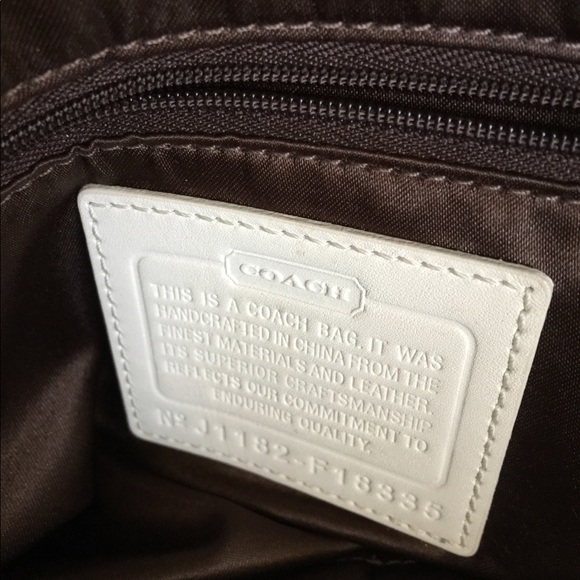 COACH
THIS IS A COACH BAG. IT WAS
HANDCRAFTED IN CHINA FROM THE
FINEST MATERIALS AND LEATHER.
ITS SUPERIOR CRAFTSMANSHIP
REFLECTS OUR COMMITMENT TO
ENDURING QUALITY.
Nº J1182-F16335